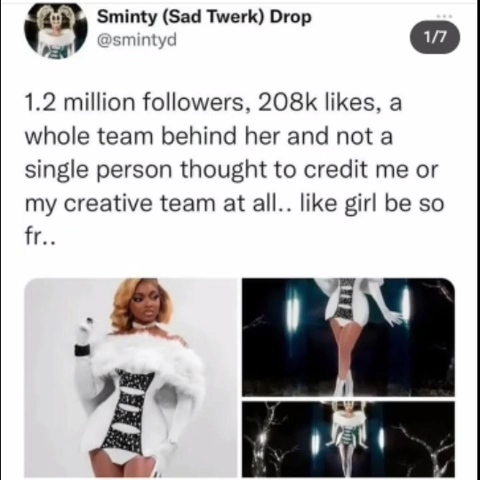 Sminty (Sad Twerk) Drop
@smintyd
1/7
1.2 million followers, 208k likes, a
whole team behind her and not a
single person thought to credit me or
my creative team at all.. like girl be so
fr..